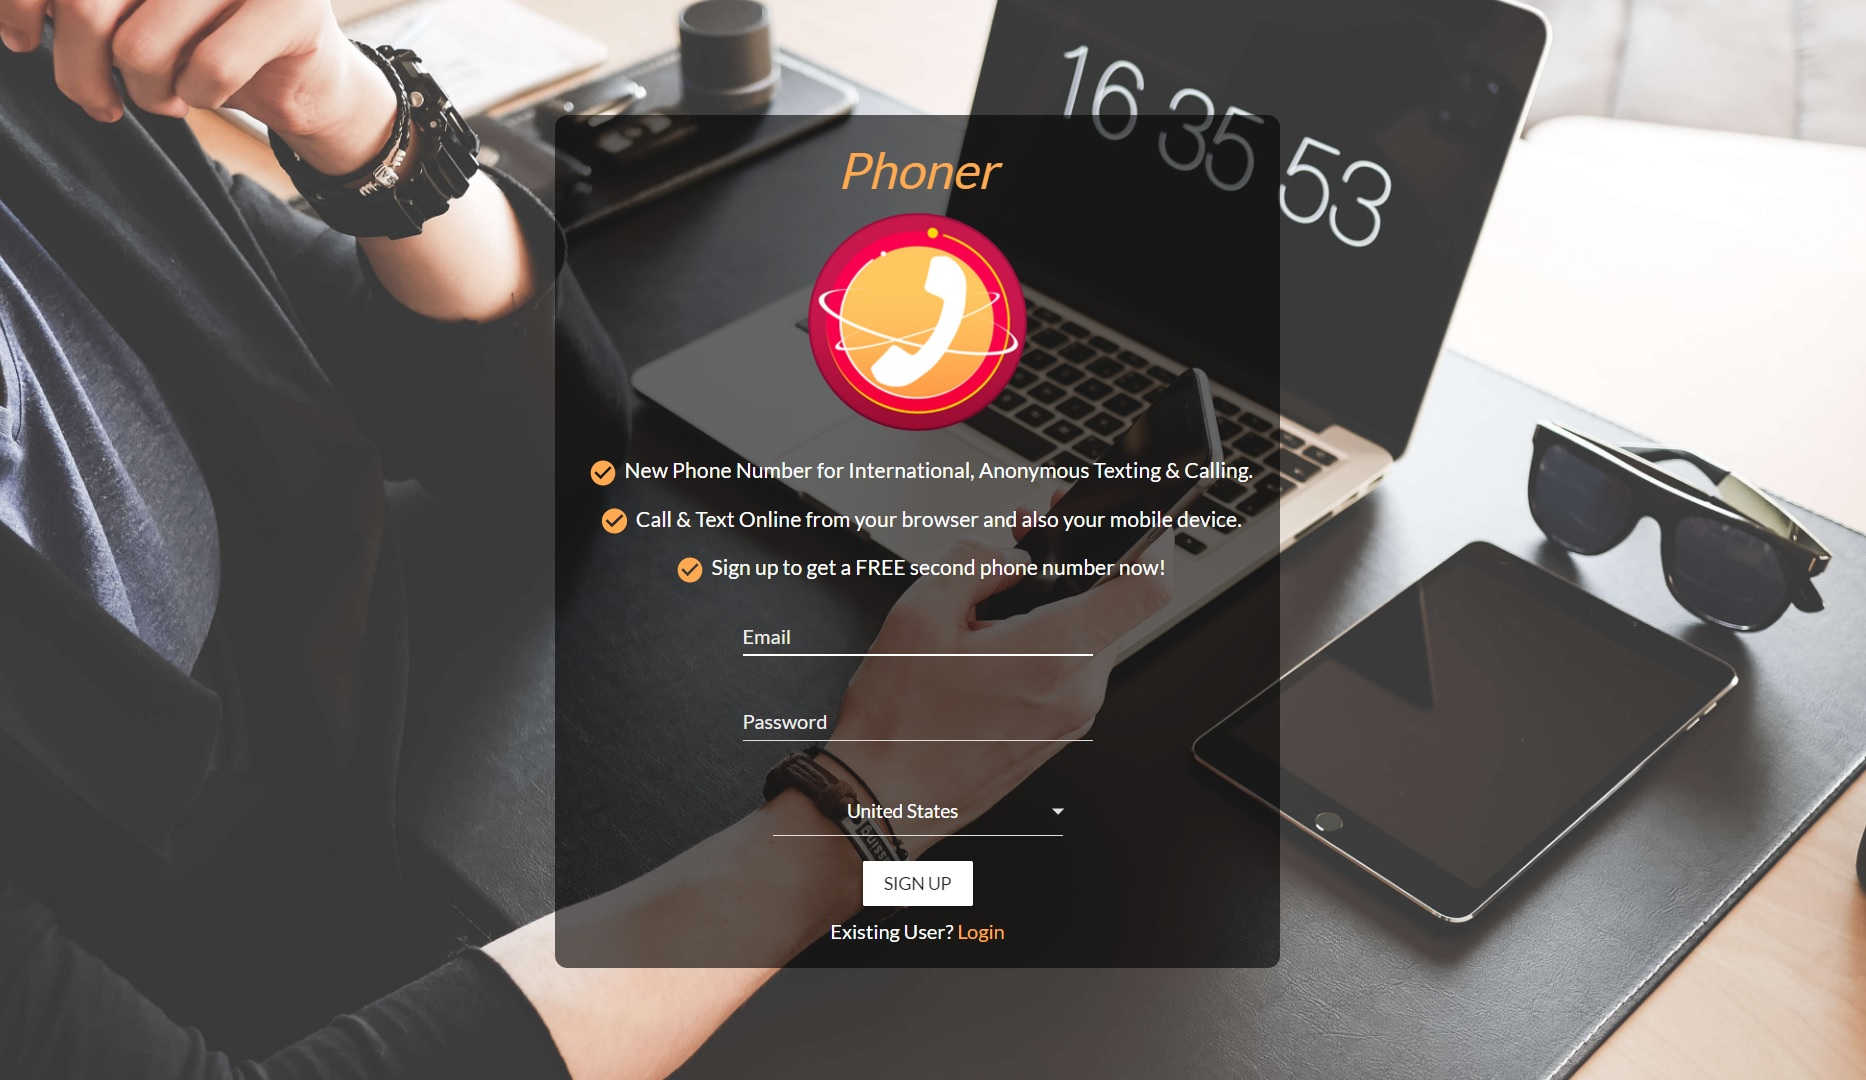 16 35 53
Phoner
New Phone Number for International, Anonymous Texting & Calling.
Call & Text Online from your browser and also your mobile device.
Sign up to get a FREE second phone number now!
Email
Password
United States
SIGN UP
Existing User? Login